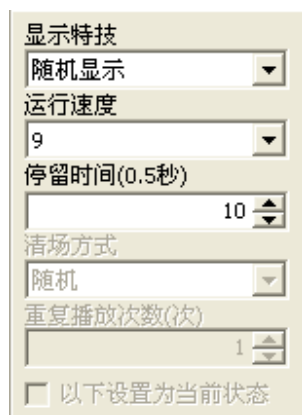 显示特技
随机显示
运行速度
9
停留时间(0.5秒)
10
清场方式
随机
重复播放次数(次)
1
以下设置为当前状态